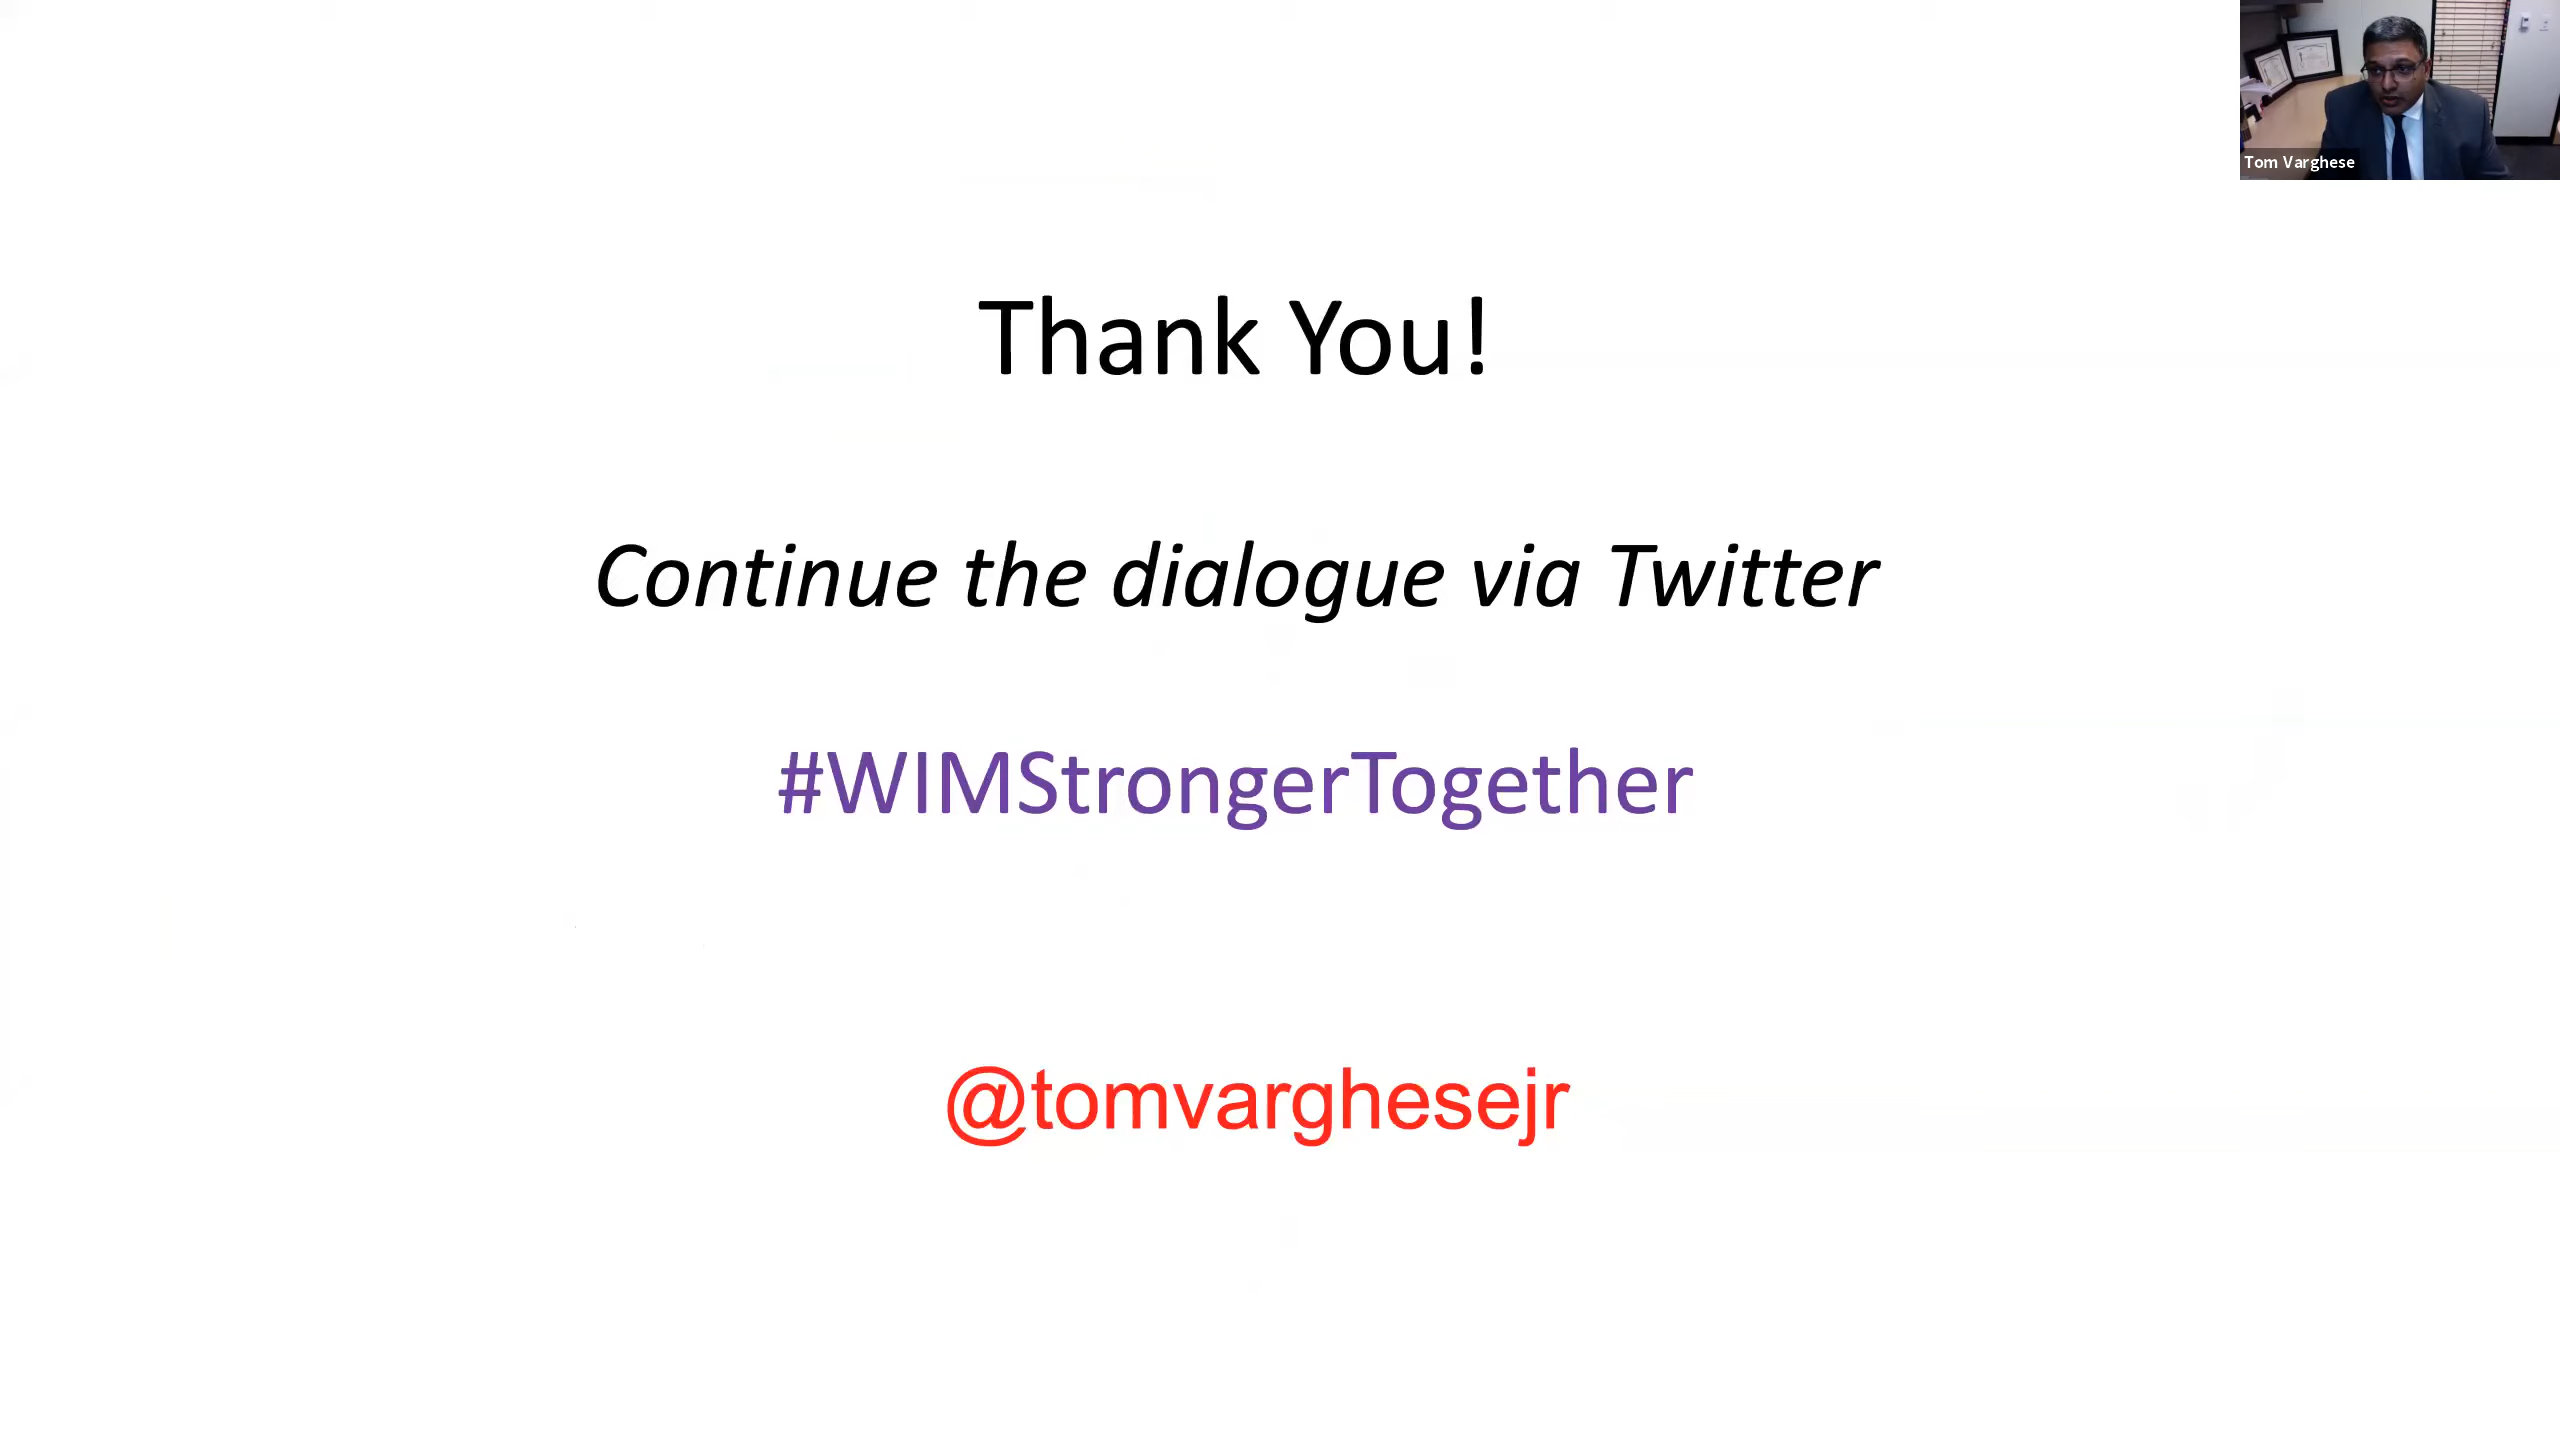 Tom Varghese
Thank You!
Continue the dialogue via Twitter
#WIMStrongerTogether
@tomvarghesejr